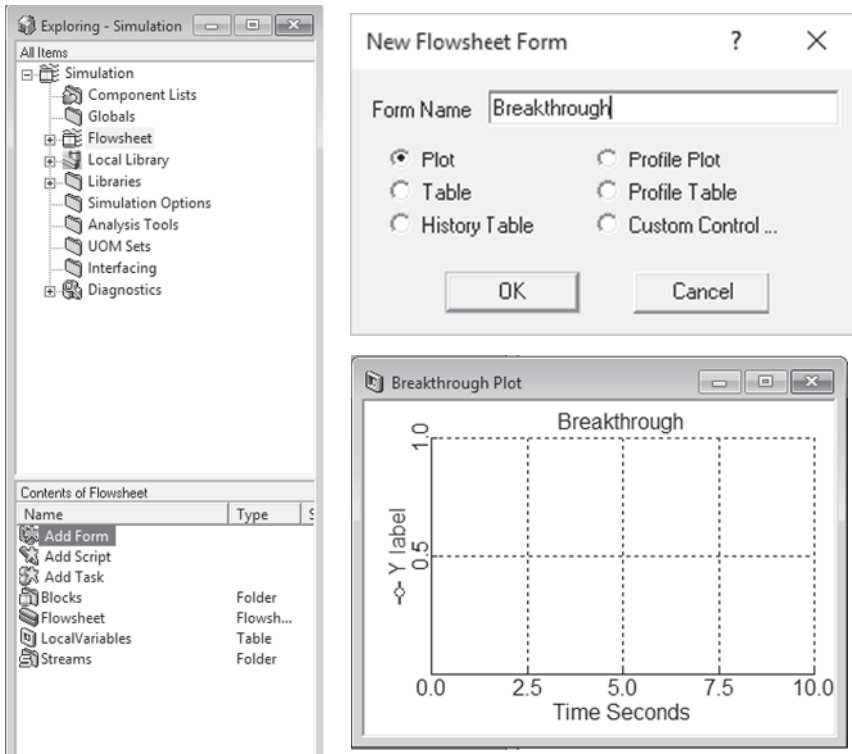 Exploring - Simulation
All Items
Simulation
Component Lists
Globals
Flowsheet
Local Library
Libraries
Simulation Options
Analysis Tools
UOM Sets
Interfacing
Diagnostics
Contents of Flowsheet
Name Type
Add Form
Add Script
Add Task
Blocks Folder
Flowsheet Flowsh...
LocalVariables Table
Streams Folder
New Flowsheet Form ?
Form Name Breakthrough
Plot Profile Plot
Table Profile Table
History Table Custom Control ...
OK Cancel
Breakthrough Plot
Breakthrough
1.0
0.5
Y label
0.0 2.5 5.0 7.5 10.0
Time Seconds